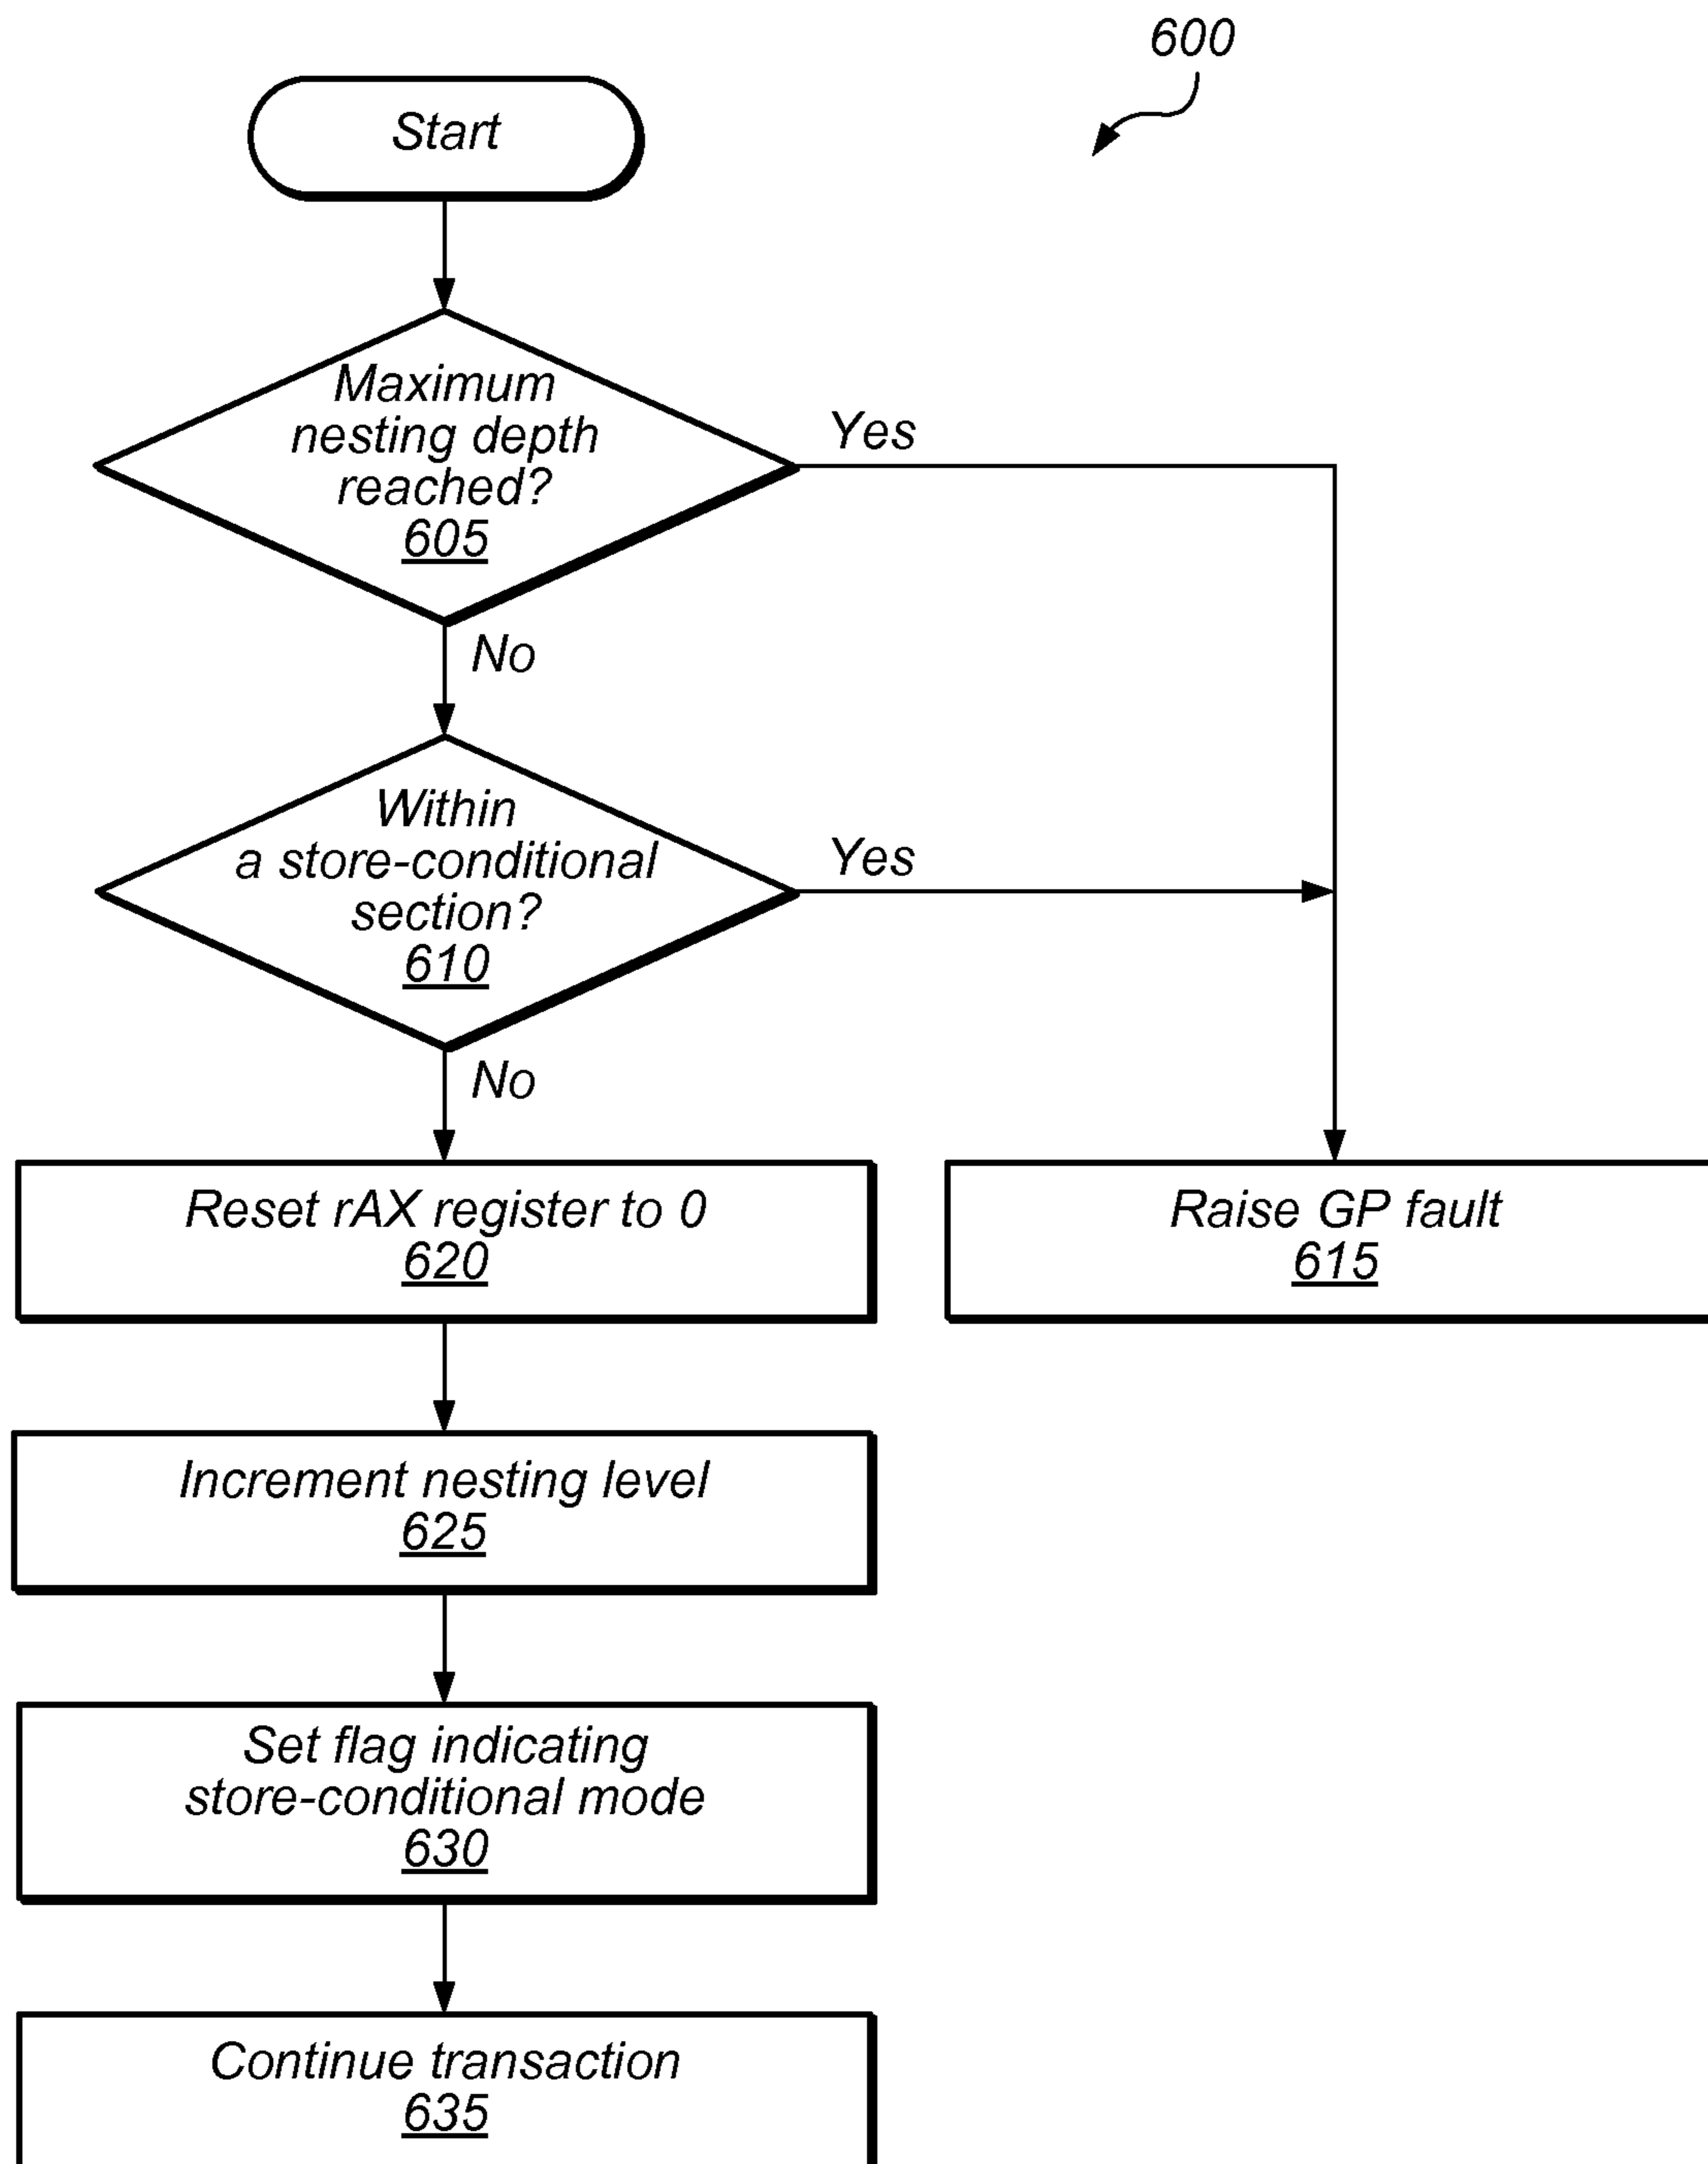 600
Start
Maximum
nesting depth
reached?
605
Yes
No
Within
a store-conditional
section?
610
Yes
No
Reset rAX register to 0
620
Raise GP fault
615
Increment nesting level
625
Set flag indicating
store-conditional mode
630
Continue transaction
635